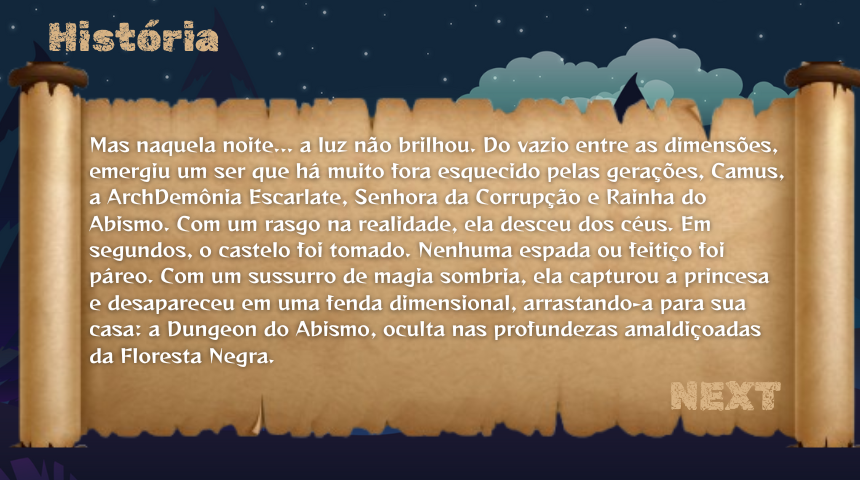 História
Mas naquela noite... a luz não brilhou. Do vazio entre as dimensões,
emergiu um ser que há muito fora esquecido pelas gerações, Camus,
a ArchDemônia Escarlate, Senhora da Corrupção e Rainha do
Abismo. Com um rasgo na realidade, ela desceu dos céus. Em
segundos, o castelo foi tomado. Nenhuma espada ou feitiço foi
páreo. Com um sussurro de magia sombria, ela capturou a princesa
e desapareceu em uma fenda dimensional, arrastando-a para sua
casa: a Dungeon do Abismo, oculta nas profundezas amaldiçoadas
da Floresta Negra.
NEXT